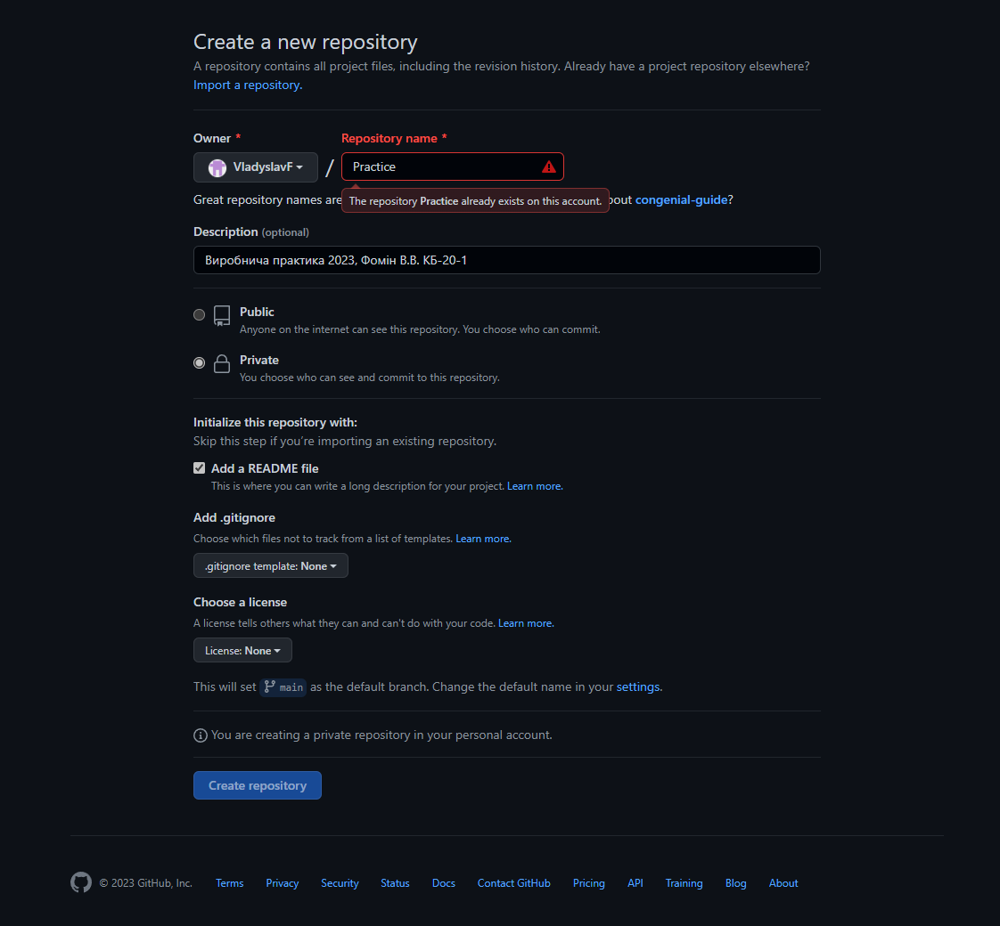 Create a new repository
A repository contains all project files, including the revision history. Already have a project repository elsewhere?
Import a repository.
Owner *
Repository name *
VladyslavF
/
Practice
The repository Practice already exists on this account.
Great repository names are
bout congenial-guide?
Description (optional)
Виробнича практика 2023, Фомін В.В. КБ-20-1
Public
Anyone on the internet can see this repository. You choose who can commit.
Private
You choose who can see and commit to this repository.
Initialize this repository with:
Skip this step if you’re importing an existing repository.
Add a README file
This is where you can write a long description for your project. Learn more.
Add .gitignore
Choose which files not to track from a list of templates. Learn more.
.gitignore template: None
Choose a license
A license tells others what they can and can't do with your code. Learn more.
License: None
This will set main as the default branch. Change the default name in your settings.
You are creating a private repository in your personal account.
Create repository
© 2023 GitHub, Inc. Terms Privacy Security Status Docs Contact GitHub Pricing API Training Blog About